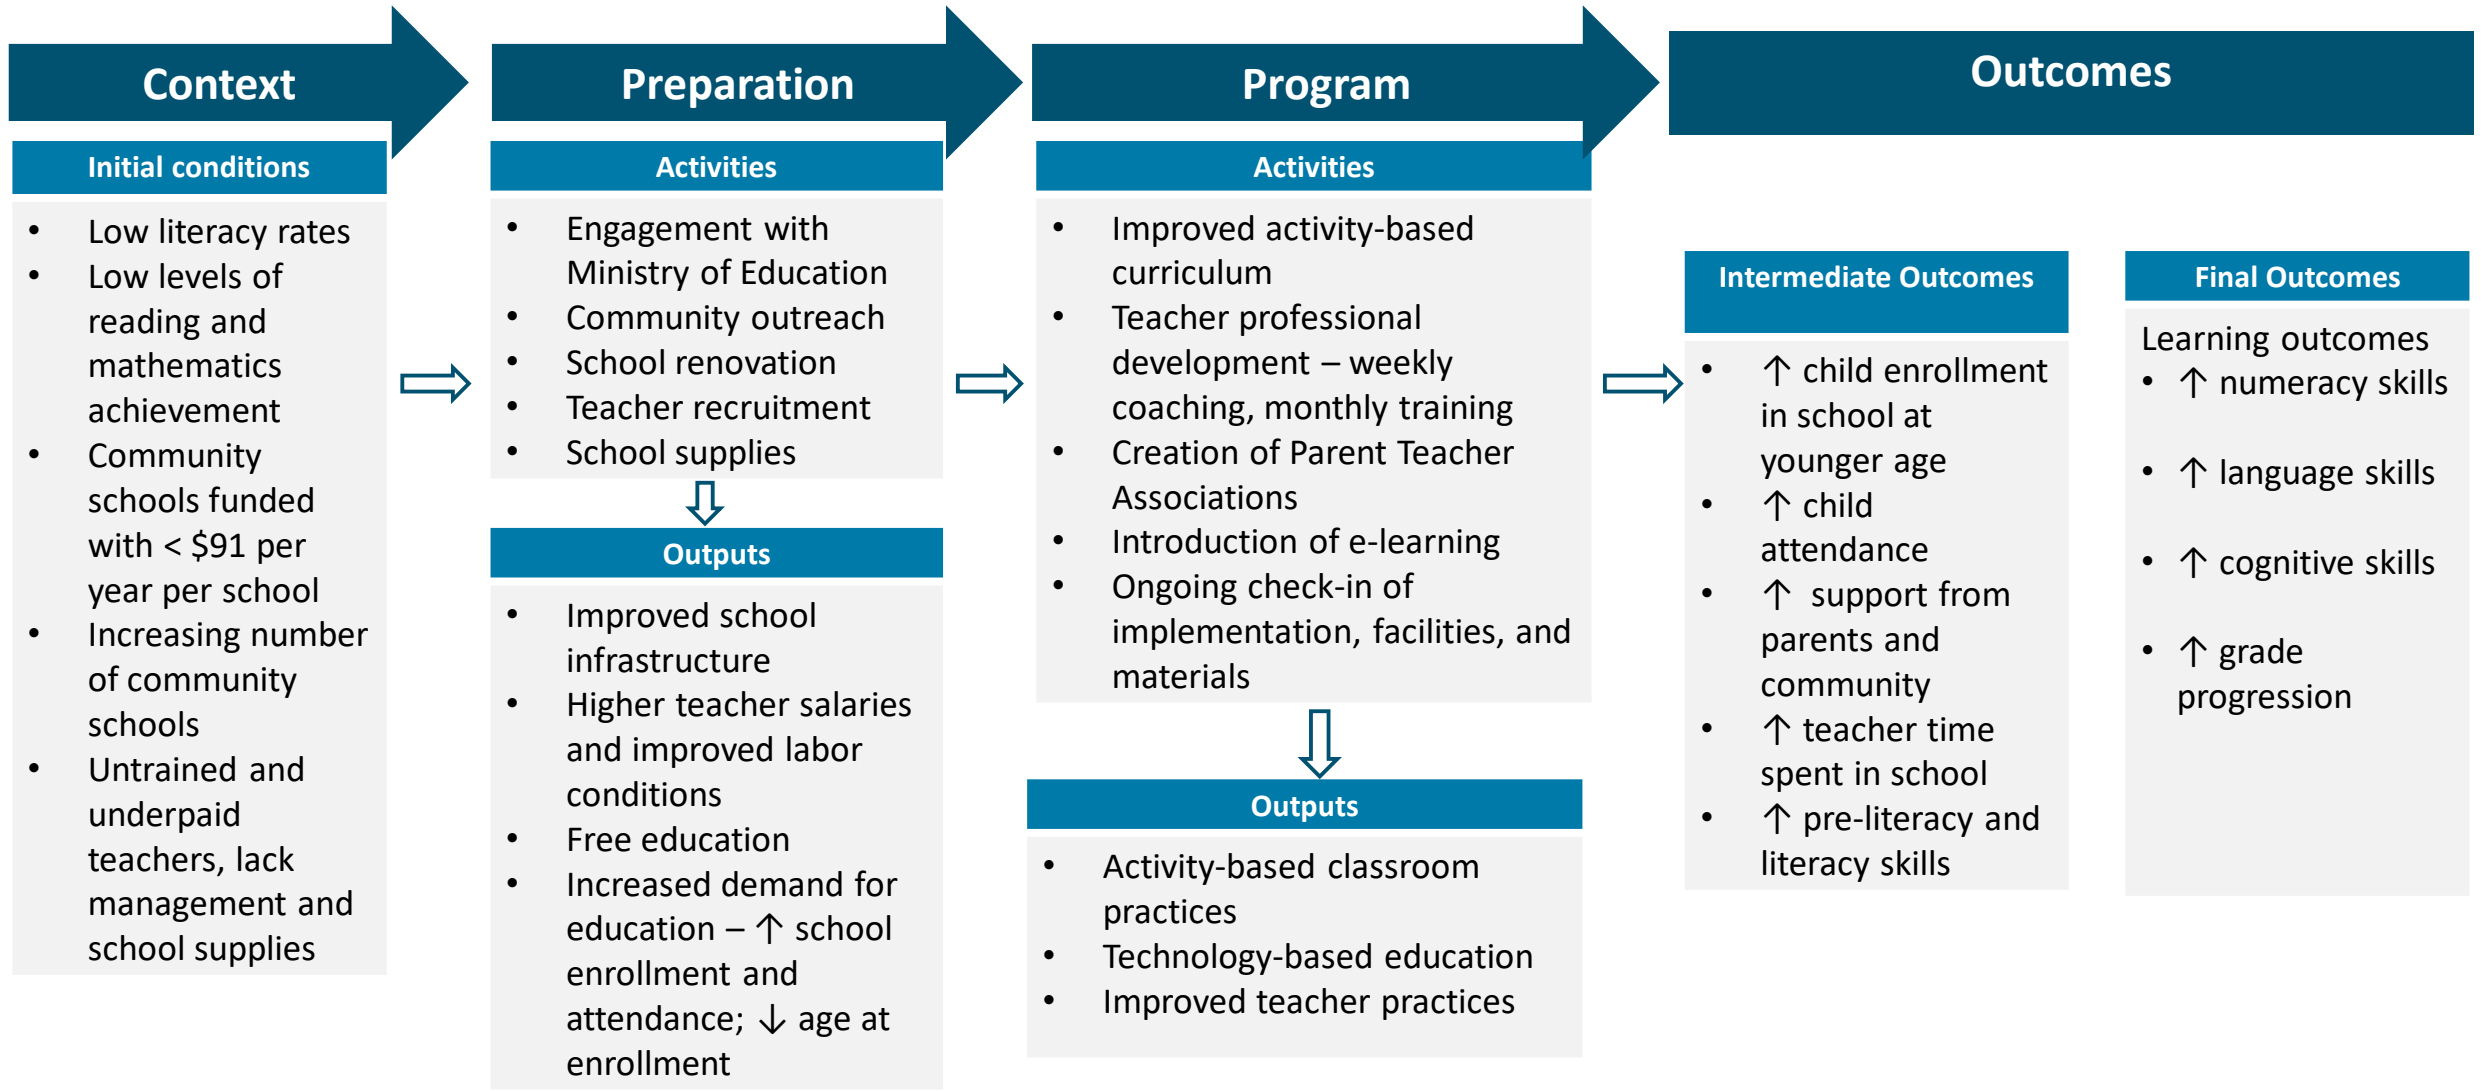 Context
Preparation
Program
Outcomes
Initial conditions
• Low literacy rates
• Low levels of
reading and
mathematics
achievement
• Community
schools funded
with < $91 per
year per school
• Increasing number
of community
schools
• Untrained and
underpaid
teachers, lack
management and
school supplies
Activities
• Engagement with
Ministry of Education
• Community outreach
• School renovation
• Teacher recruitment
• School supplies
Outputs
• Improved school
infrastructure
• Higher teacher salaries
and improved labor
conditions
• Free education
• Increased demand for
education – ↑ school
enrollment and
attendance; ↓ age at
enrollment
Activities
• Improved activity-based
curriculum
• Teacher professional
development – weekly
coaching, monthly training
• Creation of Parent Teacher
Associations
• Introduction of e-learning
• Ongoing check-in of
implementation, facilities, and
materials
Outputs
• Activity-based classroom
practices
• Technology-based education
• Improved teacher practices
Intermediate Outcomes
• ↑ child enrollment
in school at
younger age
• ↑ child
attendance
• ↑ support from
parents and
community
• ↑ teacher time
spent in school
• ↑ pre-literacy and
literacy skills
Final Outcomes
Learning outcomes
• ↑ numeracy skills
• ↑ language skills
• ↑ cognitive skills
• ↑ grade
progression